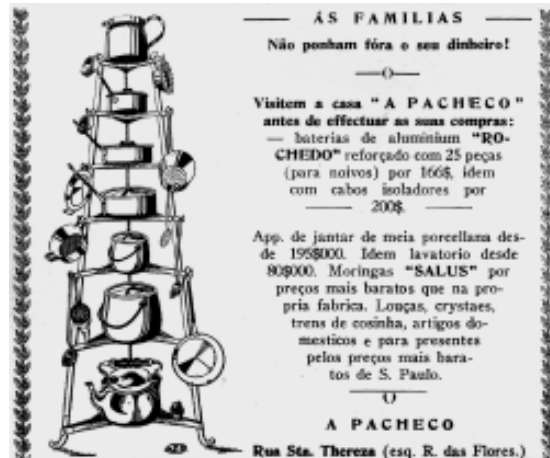 ÁS FAMILIAS
Não ponham fóra o seu dinheiro!
Visitem a casa "A PACHECO"
antes de effectuar as suas compras:
— baterias de aluminium "RO-
CHEDO" reforçado com 25 peças
(para noivos) por 166$, idem
com cabos isoladores por
200$.
App. de jantar de meia porcellana des-
de 195$000. Idem lavatorio desde
80$000. Moringas "SALUS" por
preços mais baratos que na pro-
pria fabrica. Louças, crystaes,
trens de cosinha, artigos do-
mesticos e para presentes
pelos preços mais bara-
tos de S. Paulo.
A PACHECO
Rua Sta. Thereza (esq. R. das Flores.)